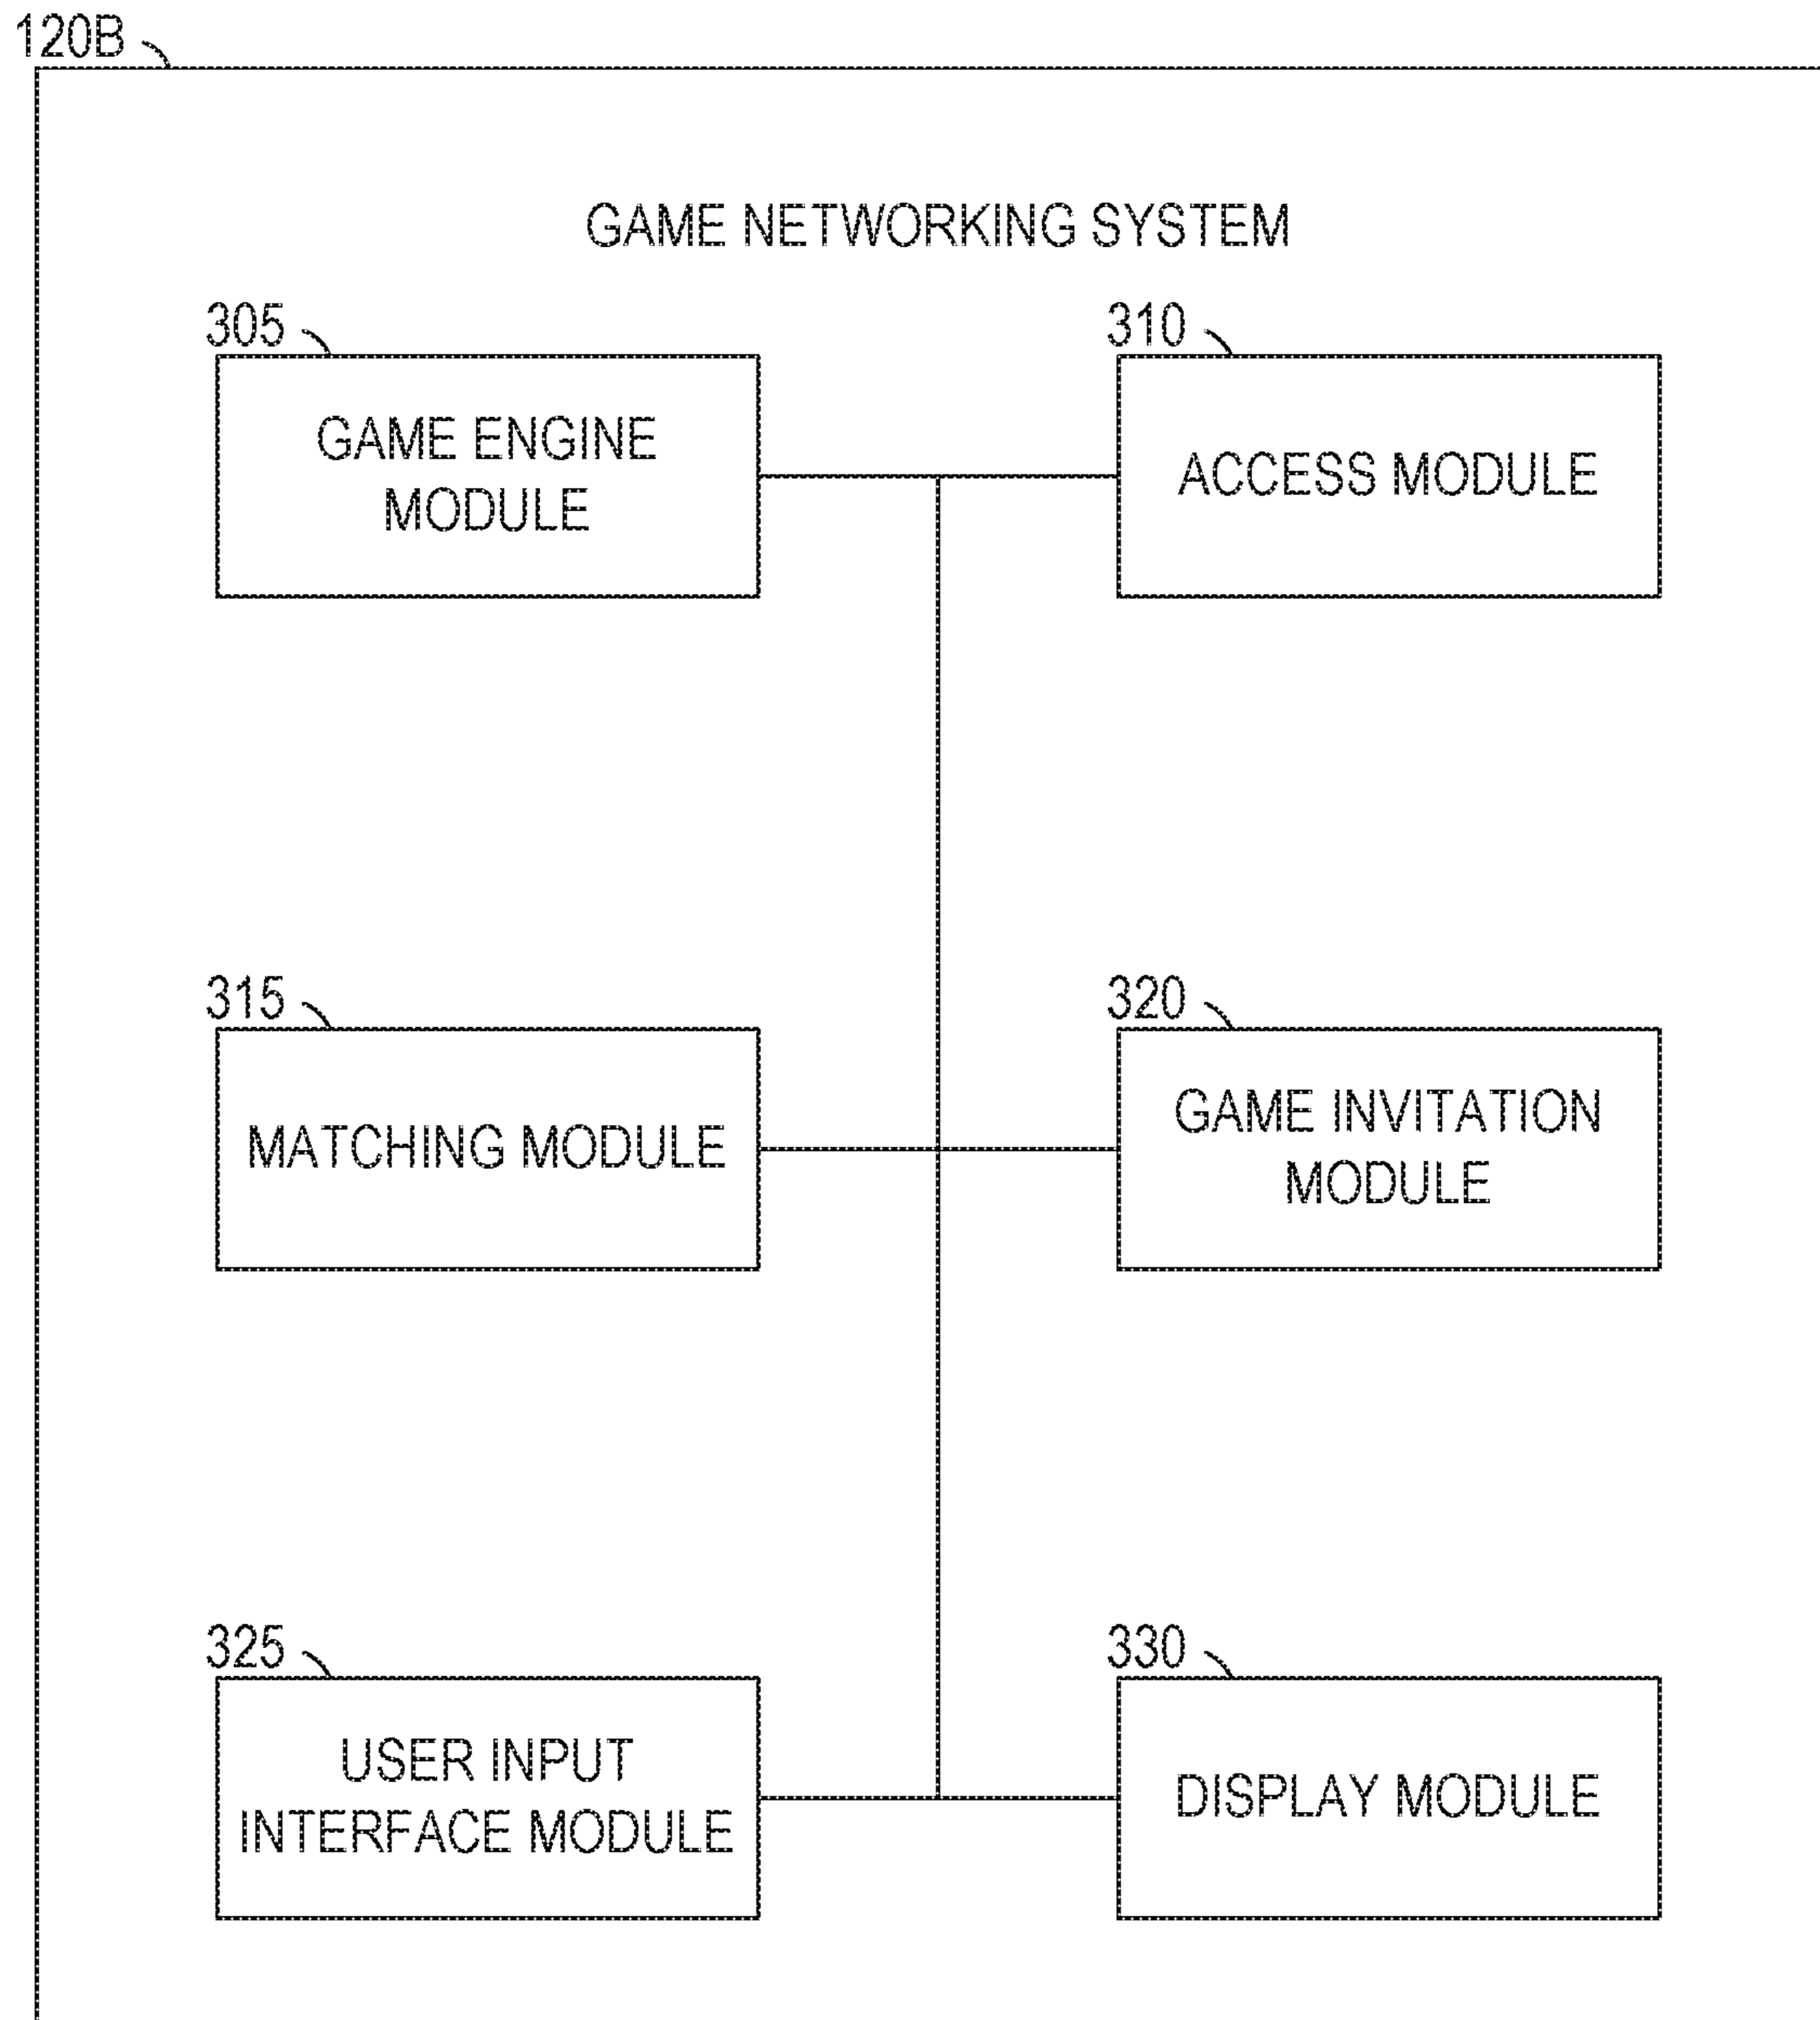 120B
GAME NETWORKING SYSTEM
305
GAME ENGINE
MODULE
310
ACCESS MODULE
315
MATCHING MODULE
320
GAME INVITATION
MODULE
325
USER INPUT
INTERFACE MODULE
330
DISPLAY MODULE